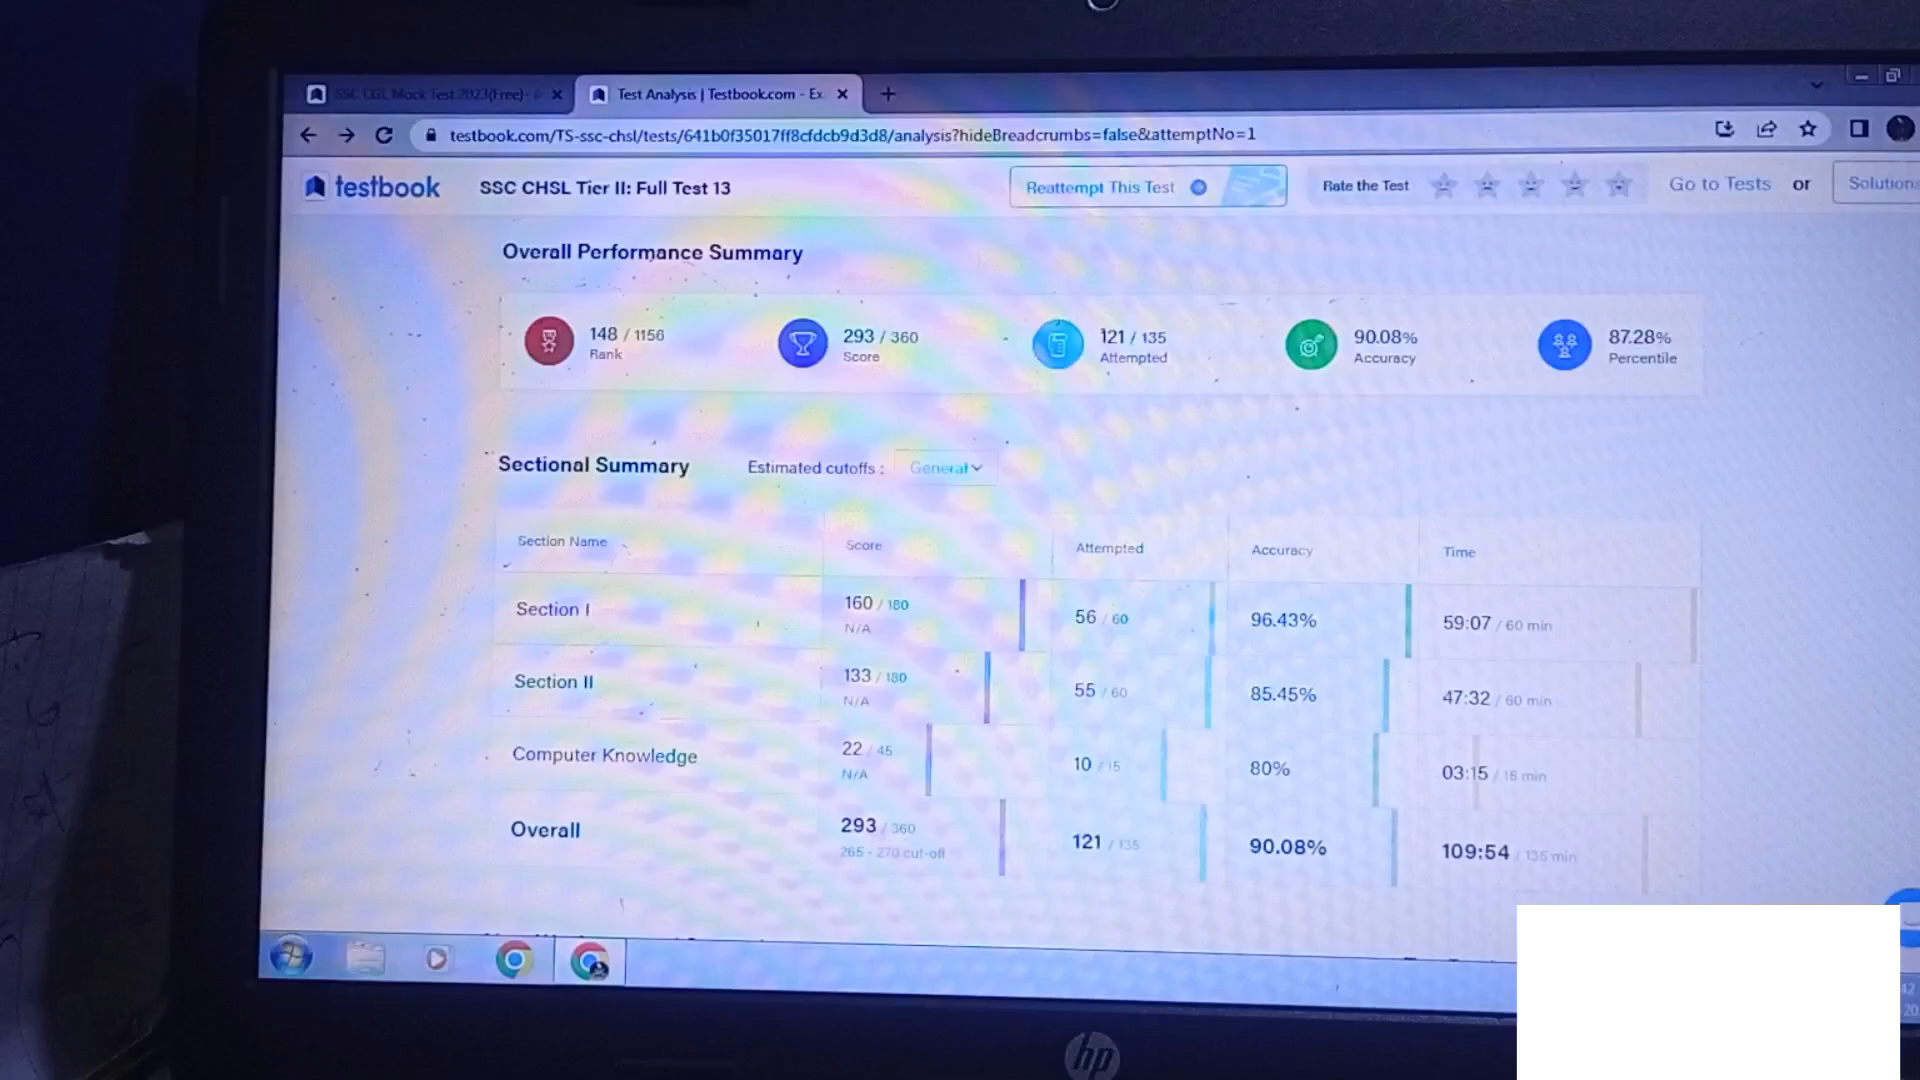 Test Analysis | Testbook.com - Ex
testbook.com/TS-ssc-chsl/tests/641b0f35017ff8cfdcb9d3d8/analysis?hideBreadcrumbs=false&attemptNo=1
testbook SSC CHSL Tier II: Full Test 13 Reattempt This Test Rate the Test Go to Tests or Solutions
Overall Performance Summary
148 / 1156 293 / 360 121 / 135 90.08% 87.28%
Rank Score Attempted Accuracy Percentile
Sectional Summary Estimated cutoffs : General
Section Name Score Attempted Accuracy Time
Section I 160 / 180 56 / 60 96.43% 59:07 / 60 min
N/A
Section II 133 / 180 55 / 60 85.45% 47:32 / 60 min
N/A
Computer Knowledge 22 / 45 10 / 15 80% 03:15 / 15 min
N/A
Overall 293 / 360 121 / 135 90.08% 109:54 / 135 min
265 - 270 cut-off
hp